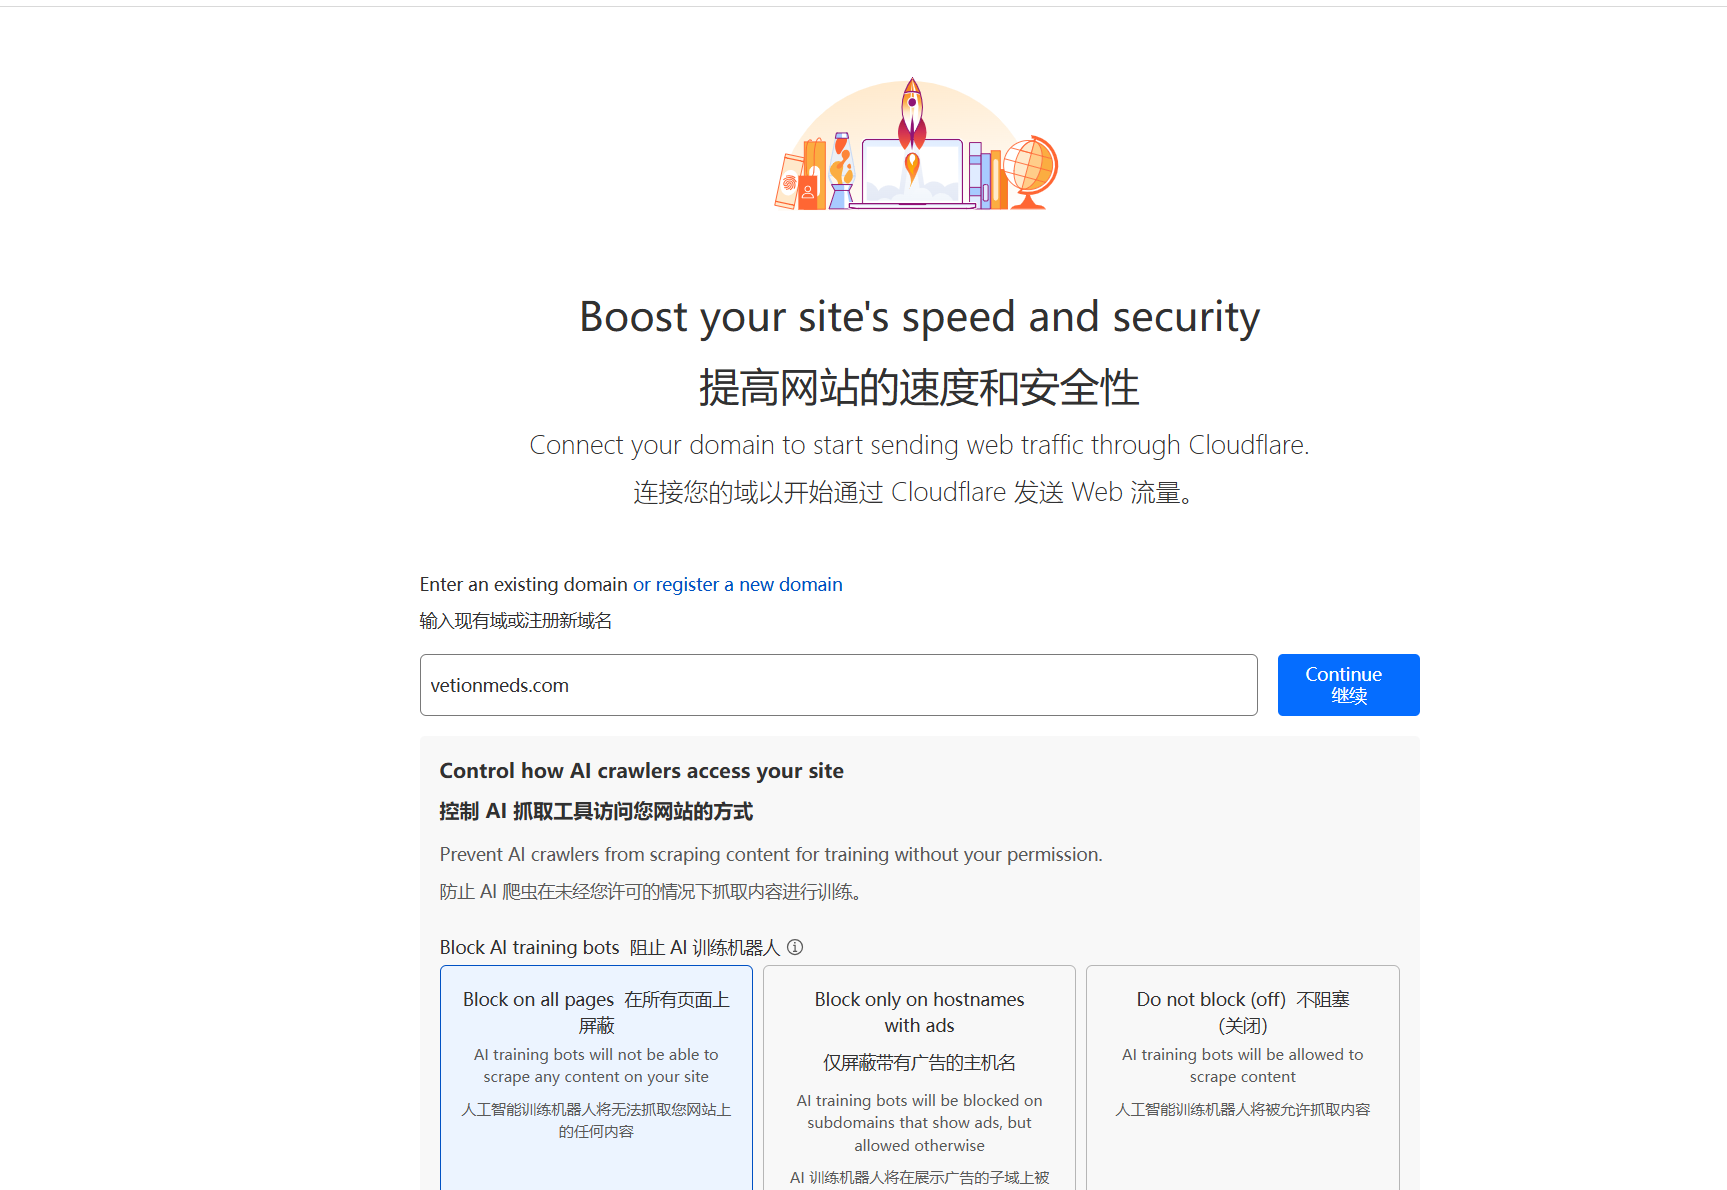 Boost your site's speed and security
提高网站的速度和安全性
Connect your domain to start sending web traffic through Cloudflare.
连接您的域以开始通过 Cloudflare 发送 Web 流量。
Enter an existing domain or register a new domain
输入现有域或注册新域名
vetionmeds.com
Continue
继续
Control how AI crawlers access your site
控制 AI 抓取工具访问您网站的方式
Prevent AI crawlers from scraping content for training without your permission.
防止 AI 爬虫在未经您许可的情况下抓取内容进行训练。
Block AI training bots 阻止 AI 训练机器人
Block on all pages 在所有页面上
屏蔽
AI training bots will not be able to
scrape any content on your site
人工智能训练机器人将无法抓取您网站上
的任何内容
Block only on hostnames
with ads
仅屏蔽带有广告的主机名
AI training bots will be blocked on
subdomains that show ads, but
allowed otherwise
AI 训练机器人将在展示广告的子域上被
Do not block (off) 不阻塞
(关闭)
AI training bots will be allowed to
scrape content
人工智能训练机器人将被允许抓取内容